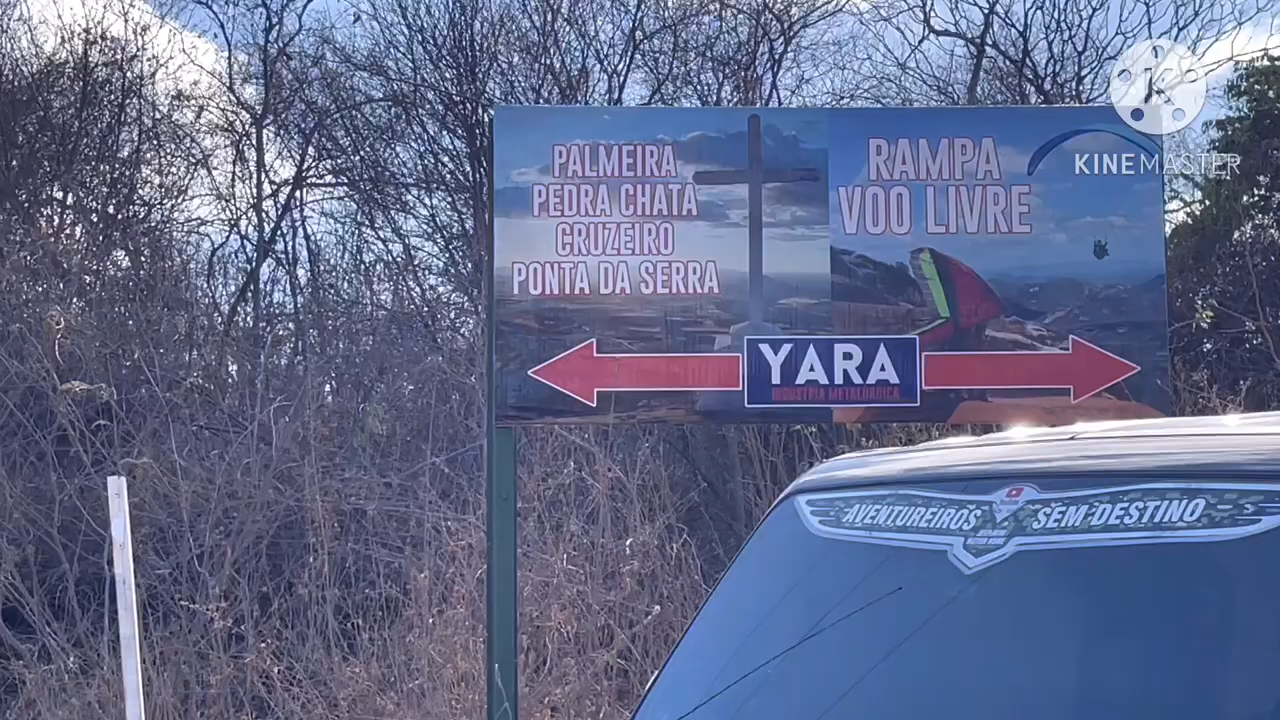 PALMEIRA
PEDRA CHATA
CRUZEIRO
PONTA DA SERRA
RAMPA
VOO LIVRE
K
KINEMASTER
YARA
INDÚSTRIA METALÚRGICA
AVENTUREIROS SEM DESTINO